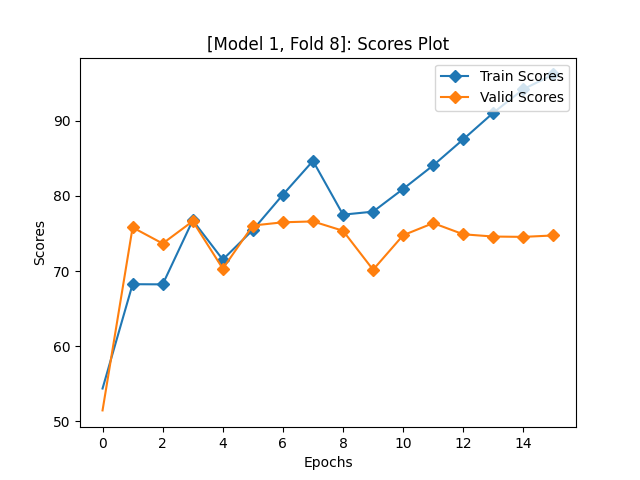 [Model 1, Fold 8]: Scores Plot
Train Scores
Valid Scores
90
80
70
60
50
Scores
0 2 4 6 8 10 12 14
Epochs